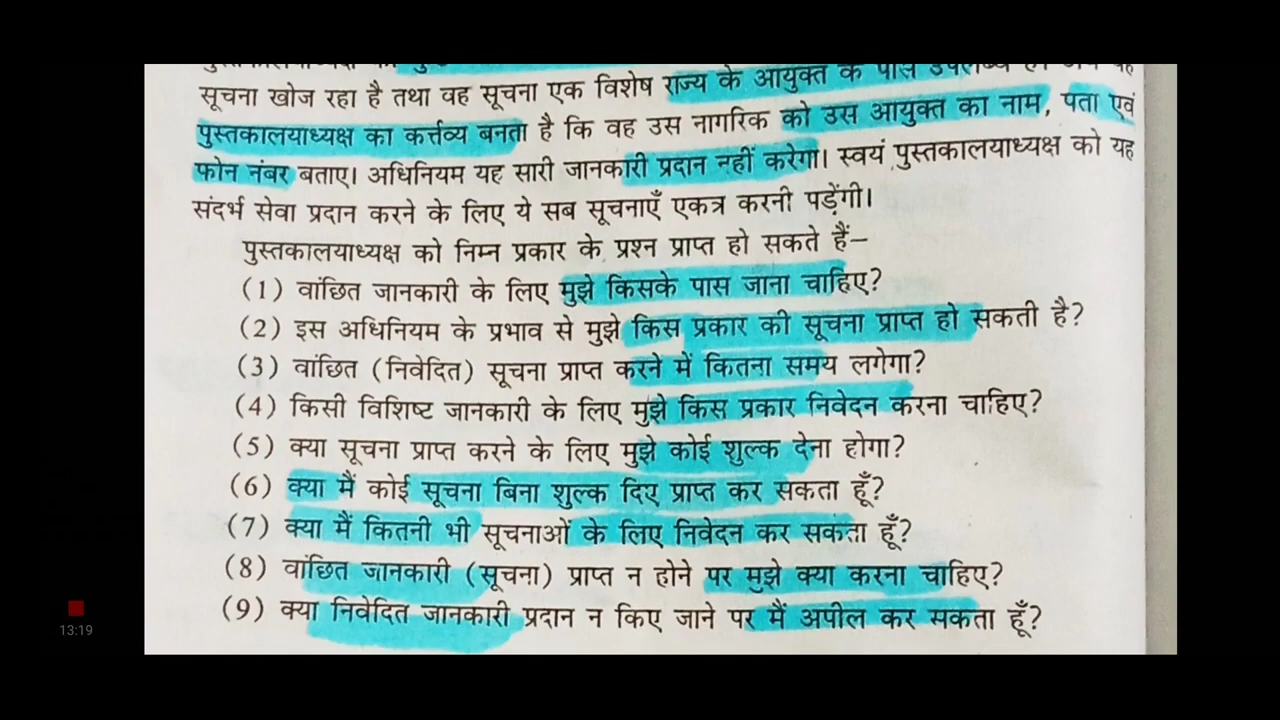 सूचना खोज रहा है तथा वह सूचना एक विशेष राज्य के आयुक्त के पास
पुस्तकालयाध्यक्ष का कर्त्तव्य बनता है कि वह उस नागरिक को उस आयुक्त का नाम, पता एवं
फोन नंबर बताए। अधिनियम यह सारी जानकारी प्रदान नहीं करेगा। स्वयं पुस्तकालयाध्यक्ष को यह
संदर्भ सेवा प्रदान करने के लिए ये सब सूचनाएँ एकत्र करनी पड़ेंगी।
पुस्तकालयाध्यक्ष को निम्न प्रकार के प्रश्न प्राप्त हो सकते हैं–
(1) वांछित जानकारी के लिए मुझे किसके पास जाना चाहिए?
(2) इस अधिनियम के प्रभाव से मुझे किस प्रकार की सूचना प्राप्त हो सकती है?
(3) वांछित (निवेदित) सूचना प्राप्त करने में कितना समय लगेगा?
(4) किसी विशिष्ट जानकारी के लिए मुझे किस प्रकार निवेदन करना चाहिए?
(5) क्या सूचना प्राप्त करने के लिए मुझे कोई शुल्क देना होगा?
(6) क्या मैं कोई सूचना बिना शुल्क दिए प्राप्त कर सकता हूँ?
(7) क्या मैं कितनी भी सूचनाओं के लिए निवेदन कर सकता हूँ?
(8) वांछित जानकारी (सूचना) प्राप्त न होने पर मुझे क्या करना चाहिए?
(9) क्या निवेदित जानकारी प्रदान न किए जाने पर मैं अपील कर सकता हूँ?
13:19